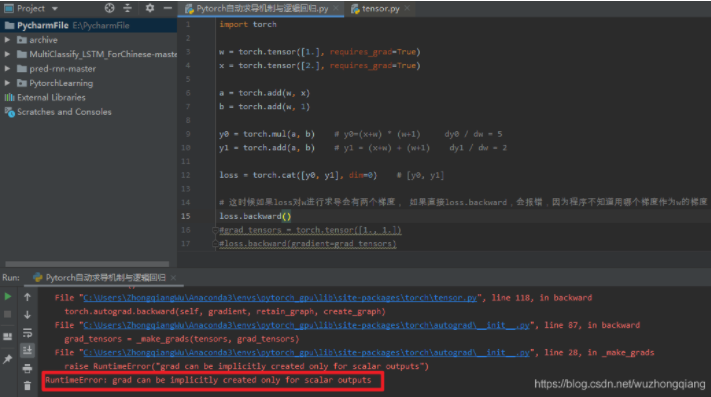 Project
Pytorch自动求导机制与逻辑回归.py
tensor.py
PycharmFile E:\PycharmFile
archive
MultiClassify_LSTM_ForChinese-maste
pred-rnn-master
PytorchLearning
External Libraries
Scratches and Consoles
1 import torch
2
3 w = torch.tensor([1.], requires_grad=True)
4 x = torch.tensor([2.], requires_grad=True)
5
6 a = torch.add(w, x)
7 b = torch.add(w, 1)
8
9 y0 = torch.mul(a, b) # y0=(x+w) * (w+1) dy0 / dw = 5
10 y1 = torch.add(a, b) # y1 = (x+w) + (w+1) dy1 / dw = 2
11
12 loss = torch.cat([y0, y1], dim=0) # [y0, y1]
13
14 # 这时候如果loss对w进行求导会有两个梯度, 如果直接loss.backward,会报错,因为程序不知道用哪个梯度作为w的梯度
15 loss.backward()
16 #grad_tensors = torch.tensor([1., 1.])
17 #loss.backward(gradient=grad_tensors)
Run: Pytorch自动求导机制与逻辑回归
File "C:\Users\ZhongqiangWu\Anaconda3\envs\pytorch_gpu\lib\site-packages\torch\tensor.py", line 118, in backward
torch.autograd.backward(self, gradient, retain_graph, create_graph)
File "C:\Users\ZhongqiangWu\Anaconda3\envs\pytorch_gpu\lib\site-packages\torch\autograd\__init__.py", line 87, in backward
grad_tensors = _make_grads(tensors, grad_tensors)
File "C:\Users\ZhongqiangWu\Anaconda3\envs\pytorch_gpu\lib\site-packages\torch\autograd\__init__.py", line 28, in _make_grads
raise RuntimeError("grad can be implicitly created only for scalar outputs")
RuntimeError: grad can be implicitly created only for scalar outputs
https://blog.csdn.net/wuzhongqiang